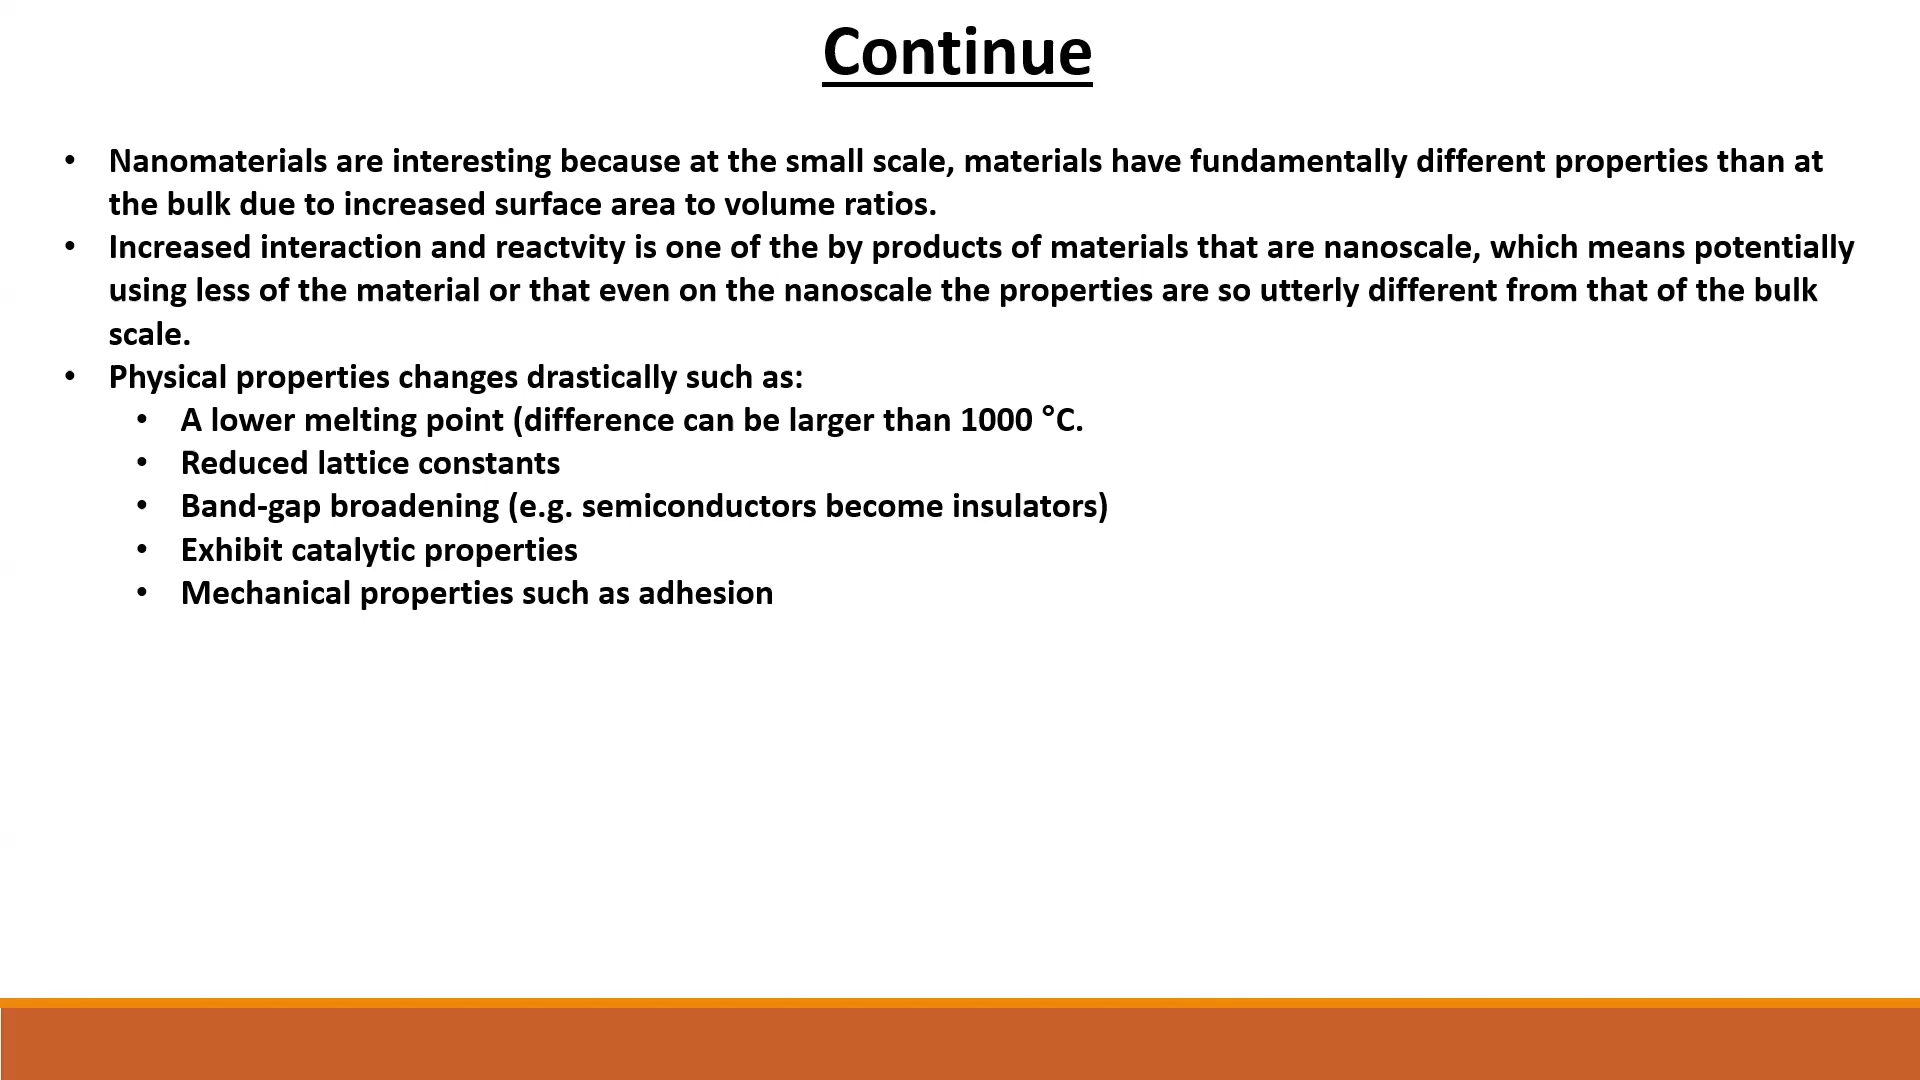 Continue
• Nanomaterials are interesting because at the small scale, materials have fundamentally different properties than at
the bulk due to increased surface area to volume ratios.
• Increased interaction and reactvity is one of the by products of materials that are nanoscale, which means potentially
using less of the material or that even on the nanoscale the properties are so utterly different from that of the bulk
scale.
• Physical properties changes drastically such as:
• A lower melting point (difference can be larger than 1000 °C.
• Reduced lattice constants
• Band-gap broadening (e.g. semiconductors become insulators)
• Exhibit catalytic properties
• Mechanical properties such as adhesion